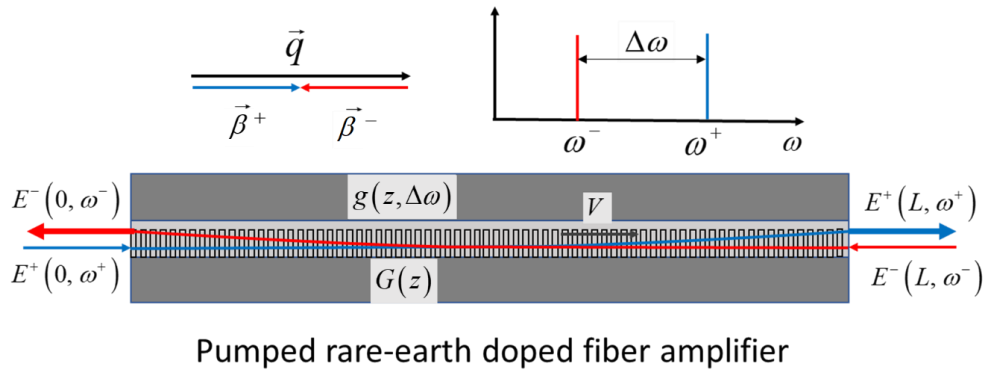 q⃗
β⃗⁺
β⃗⁻
Δω
ω⁻
ω⁺
ω
E⁻(0, ω⁻)
g(z, Δω)
V
E⁺(L, ω⁺)
E⁺(0, ω⁺)
G(z)
E⁻(L, ω⁻)
Pumped rare-earth doped fiber amplifier